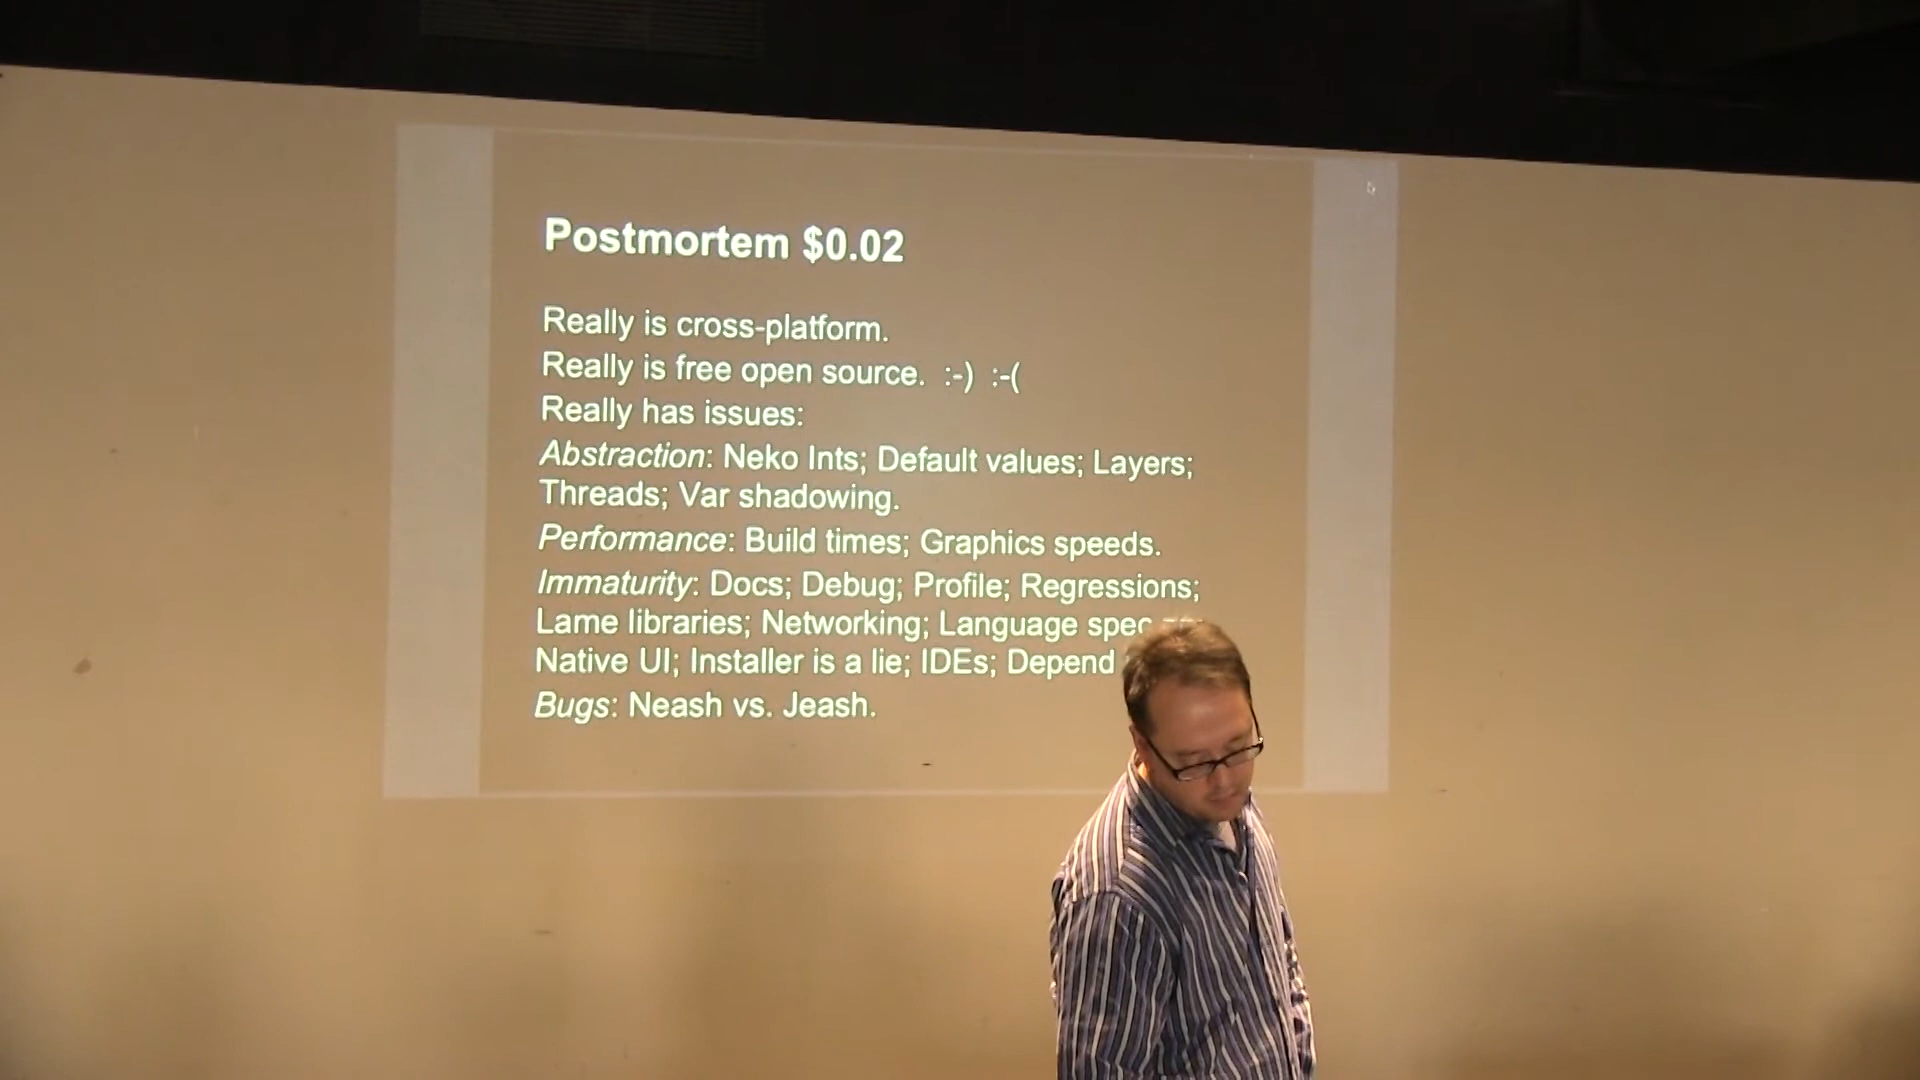 Postmortem $0.02
Really is cross-platform.
Really is free open source. :-) :-(
Really has issues:
Abstraction: Neko Ints; Default values; Layers;
Threads; Var shadowing.
Performance: Build times; Graphics speeds.
Immaturity: Docs; Debug; Profile; Regressions;
Lame libraries; Networking; Language spec
Native UI; Installer is a lie; IDEs; Depend
Bugs: Neash vs. Jeash.